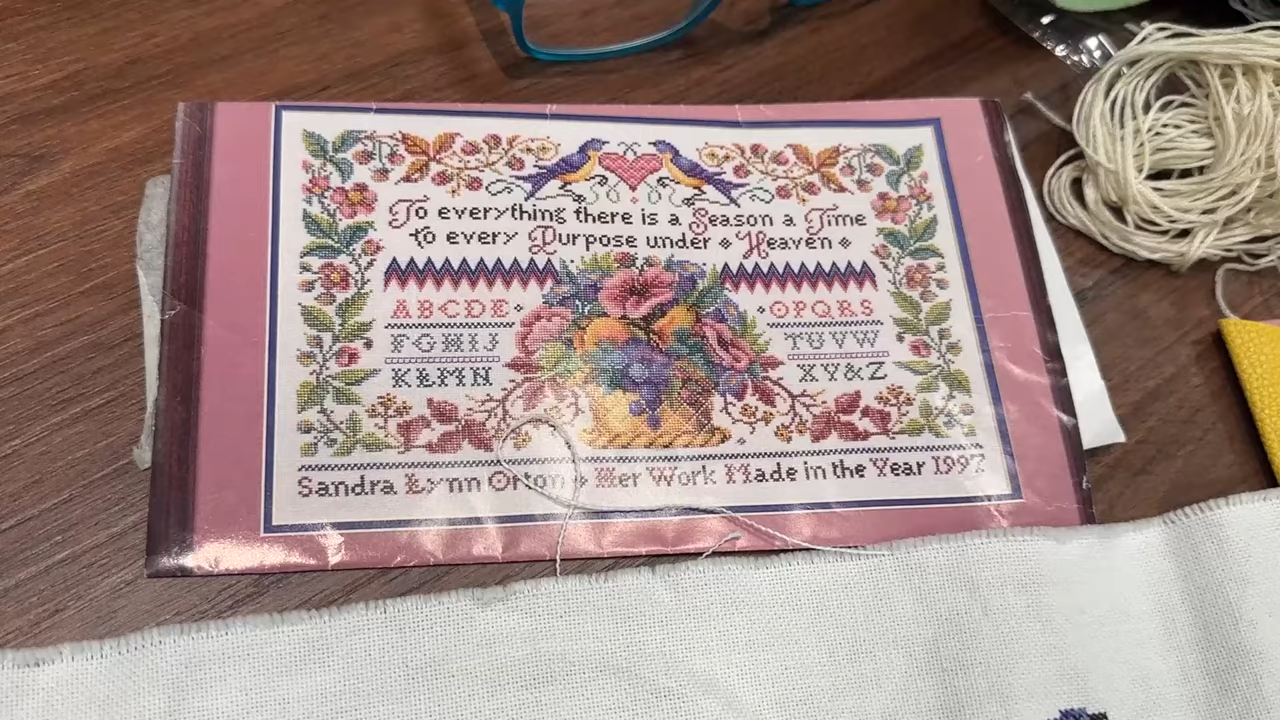 To everything there is a Season a Time
to every Purpose under Heaven
ABCDE
OPQRS
FGHIJ
TUVW
KLMN
XY&Z
Sandra Lynn Orton Her Work Made in the Year 1997